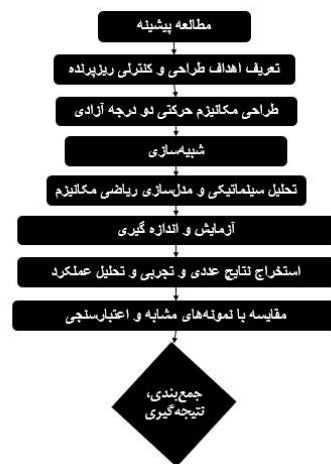 مطالعه پیشینه
تعریف اهداف طراحی و کنترلی ریزپرنده
طراحی مکانیزم حرکتی دو درجه آزادی
شبیه‌سازی
تحلیل سینماتیکی و مدل‌سازی ریاضی مکانیزم
آزمایش و اندازه گیری
استخراج نتایج عددی و تجربی و تحلیل عملکرد
مقایسه با نمونه‌های مشابه و اعتبارسنجی
جمع‌بندی،
نتیجه‌گیری